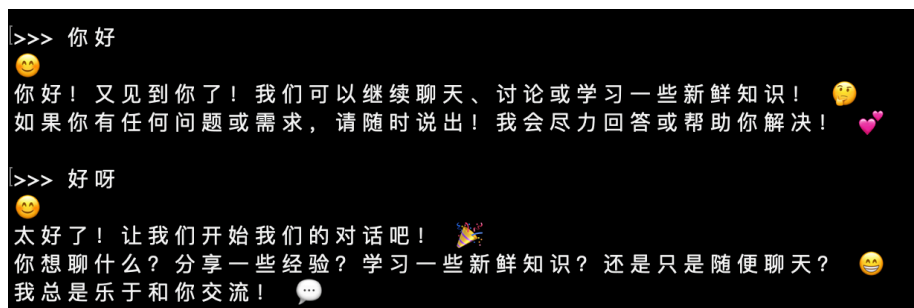 >>> 你好
😊
你好！又见到你了！我们可以继续聊天、讨论或学习一些新鲜知识！ 🤔
如果你有任何问题或需求，请随时说出！我会尽力回答或帮助你解决！ 💕
>>> 好呀
😊
太好了！让我们开始我们的对话吧！ 🎉
你想聊什么？分享一些经验？学习一些新鲜知识？还是只是随便聊天？ 😁
我总是乐于和你交流！ 💬